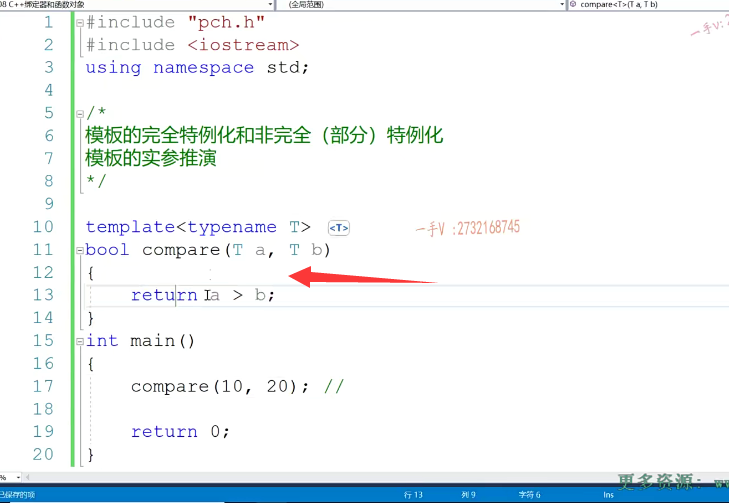 08 C++绑定器和函数对象 (全局范围) compare<T>(T a, T b)
1 #include "pch.h"
2 #include <iostream>
一手V:
3 using namespace std;
4
5 /*
6 模板的完全特例化和非完全（部分）特例化
7 模板的实参推演
8 */
9
10 template<typename T> <T> 一手V :2732168745
11 bool compare(T a, T b)
12 {
13 return a > b;
14 }
15 int main()
16 {
17 compare(10, 20); //
18
19 return 0;
20 }
%
更多资源：
已保存的项 行 13 列 9 字符 6 Ins